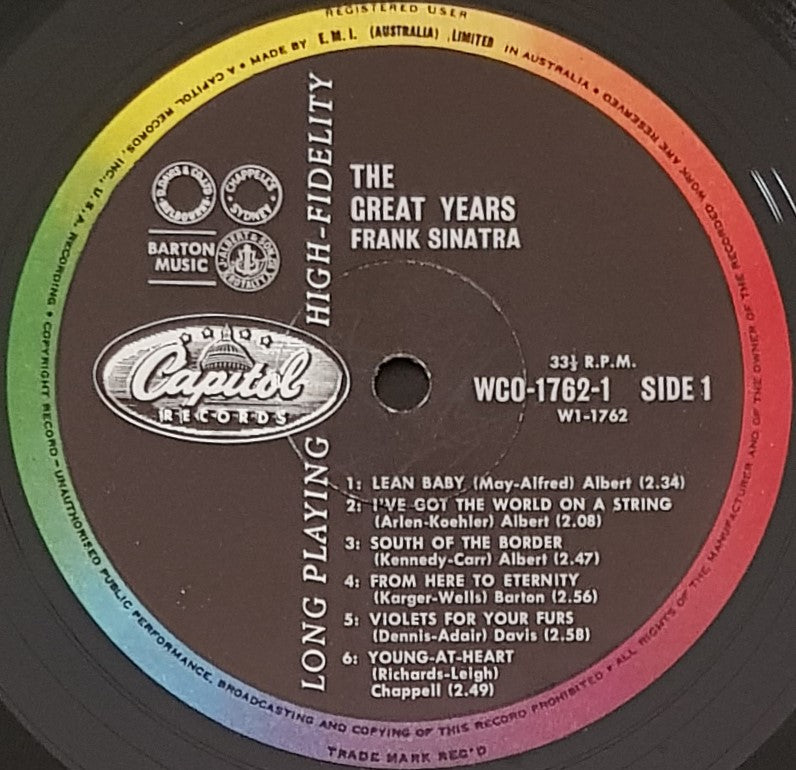 REGISTERED USER
MADE BY E.M.I. (AUSTRALIA) LIMITED IN AUSTRALIA • ALL RIGHTS OF THE MANUFACTURER AND OF THE OWNER OF THE RECORDED WORK ARE RESERVED
COPYRIGHT RECORD – UNAUTHORISED PUBLIC PERFORMANCE, BROADCASTING AND COPYING OF THIS RECORD PROHIBITED •
A CAPITOL RECORDS, INC., U.S.A. RECORDING •
TRADE MARK REG'D
LONG PLAYING HIGH-FIDELITY
D.DAVIS & CO.LTD MELBOURNE
CHAPPELL'S SYDNEY
BARTON
MUSIC
J.ALBERT & SON
THE
GREAT YEARS
FRANK SINATRA
Capitol
RECORDS
33⅓ R.P.M.
WCO-1762-1 SIDE 1
W1-1762
1: LEAN BABY (May-Alfred) Albert (2.34)
2: I'VE GOT THE WORLD ON A STRING
(Arlen-Koehler) Albert (2.08)
3: SOUTH OF THE BORDER
(Kennedy-Carr) Albert (2.47)
4: FROM HERE TO ETERNITY
(Karger-Wells) Barton (2.56)
5: VIOLETS FOR YOUR FURS
(Dennis-Adair) Davis (2.58)
6: YOUNG-AT-HEART
(Richards-Leigh)
Chappell (2.49)